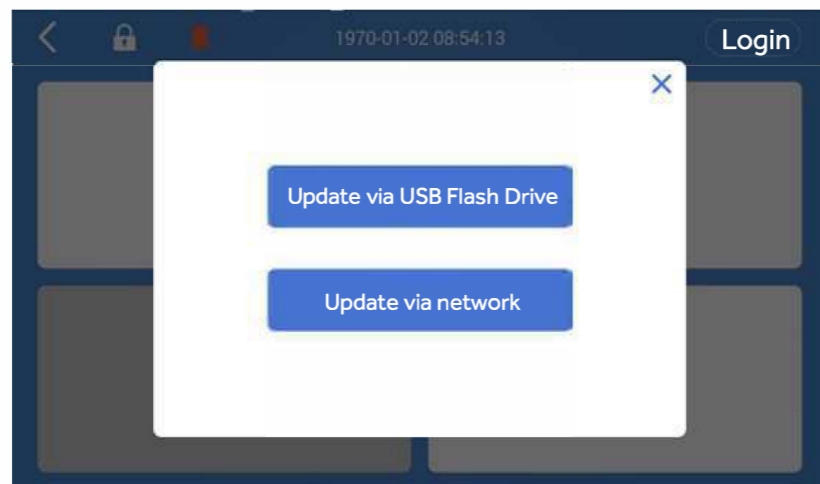 1970-01-02 08:54:13
Login
Update via USB Flash Drive
Update via network